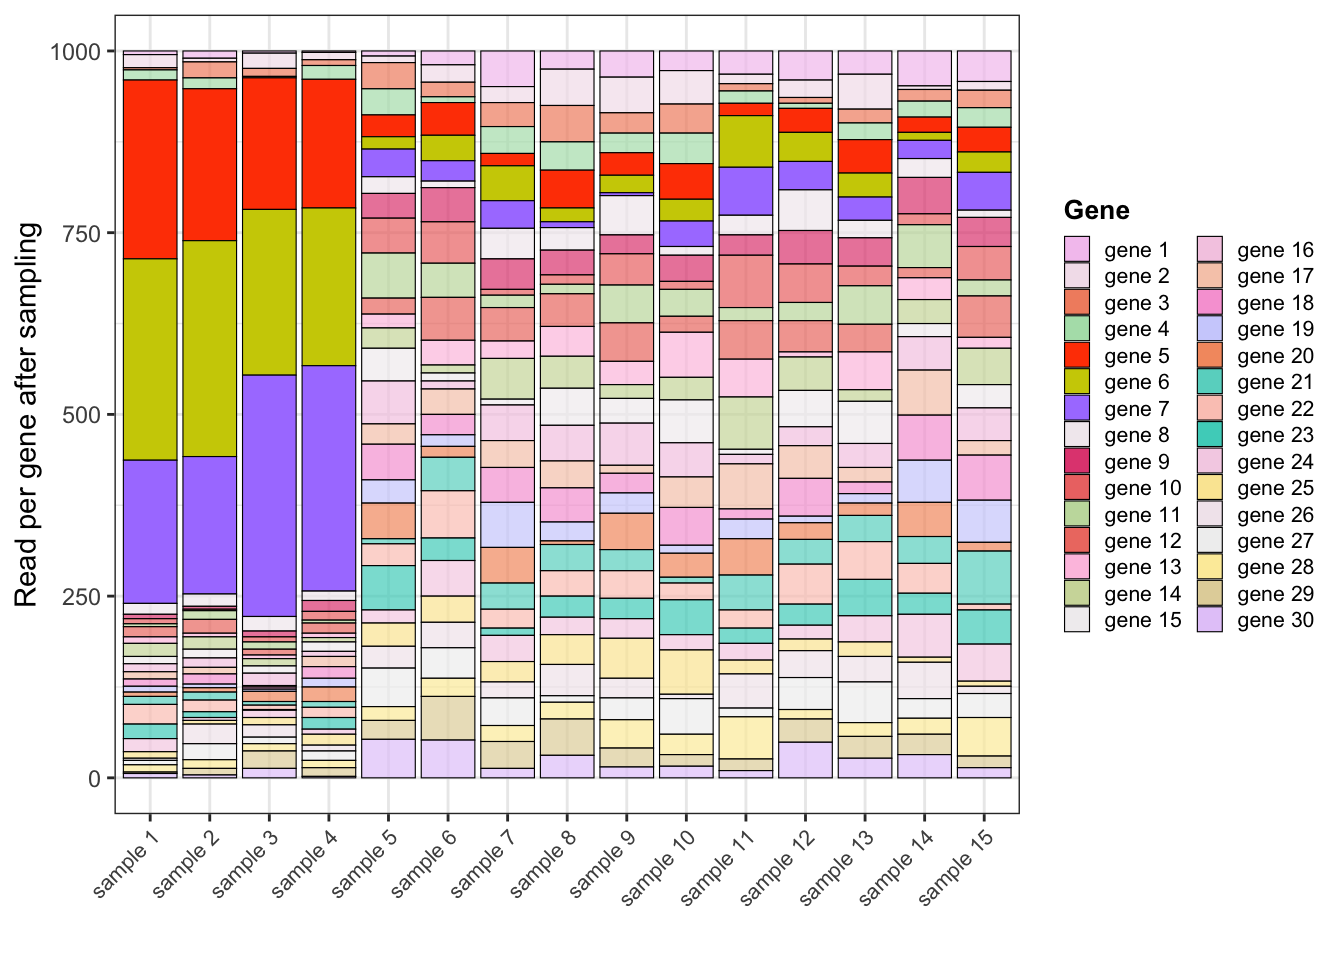 Read per gene after sampling
1000
750
500
250
0
sample 1
sample 2
sample 3
sample 4
sample 5
sample 6
sample 7
sample 8
sample 9
sample 10
sample 11
sample 12
sample 13
sample 14
sample 15
Gene
gene 1
gene 2
gene 3
gene 4
gene 5
gene 6
gene 7
gene 8
gene 9
gene 10
gene 11
gene 12
gene 13
gene 14
gene 15
gene 16
gene 17
gene 18
gene 19
gene 20
gene 21
gene 22
gene 23
gene 24
gene 25
gene 26
gene 27
gene 28
gene 29
gene 30